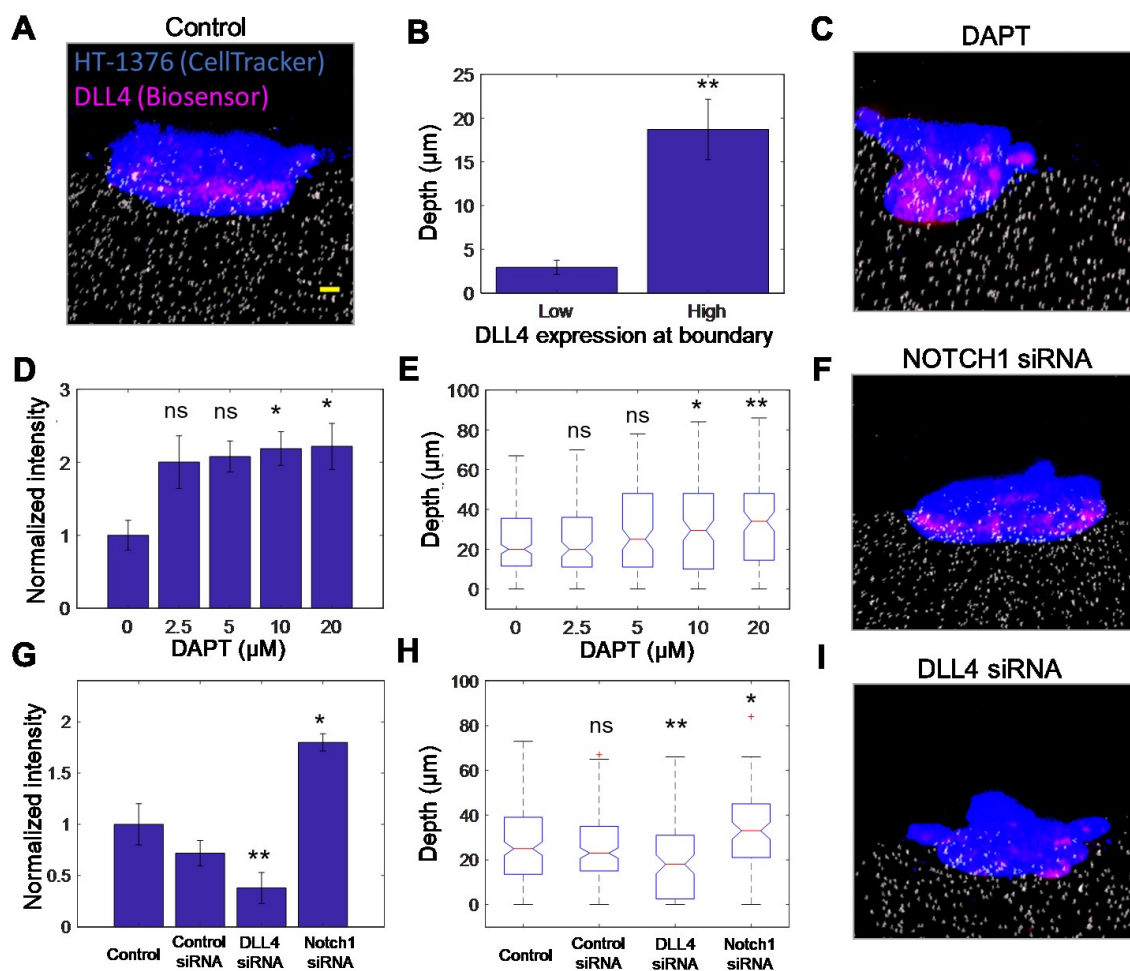 A
Control
HT-1376 (CellTracker)
DLL4 (Biosensor)
B
25
20
15
10
5
0
Depth (µm)
**
Low
High
DLL4 expression at boundary
C
DAPT
D
3
2
1
0
Normalized intensity
ns
ns
*
*
0
2.5
5
10
20
DAPT (µM)
E
100
80
60
40
20
0
Depth (µm)
ns
ns
*
**
0
2.5
5
10
20
DAPT (µM)
F
NOTCH1 siRNA
G
2
1.5
1
0.5
0
Normalized intensity
**
*
Control
Control
siRNA
DLL4
siRNA
Notch1
siRNA
H
100
80
60
40
20
0
Depth (µm)
ns
**
*
Control
Control
siRNA
DLL4
siRNA
Notch1
siRNA
I
DLL4 siRNA